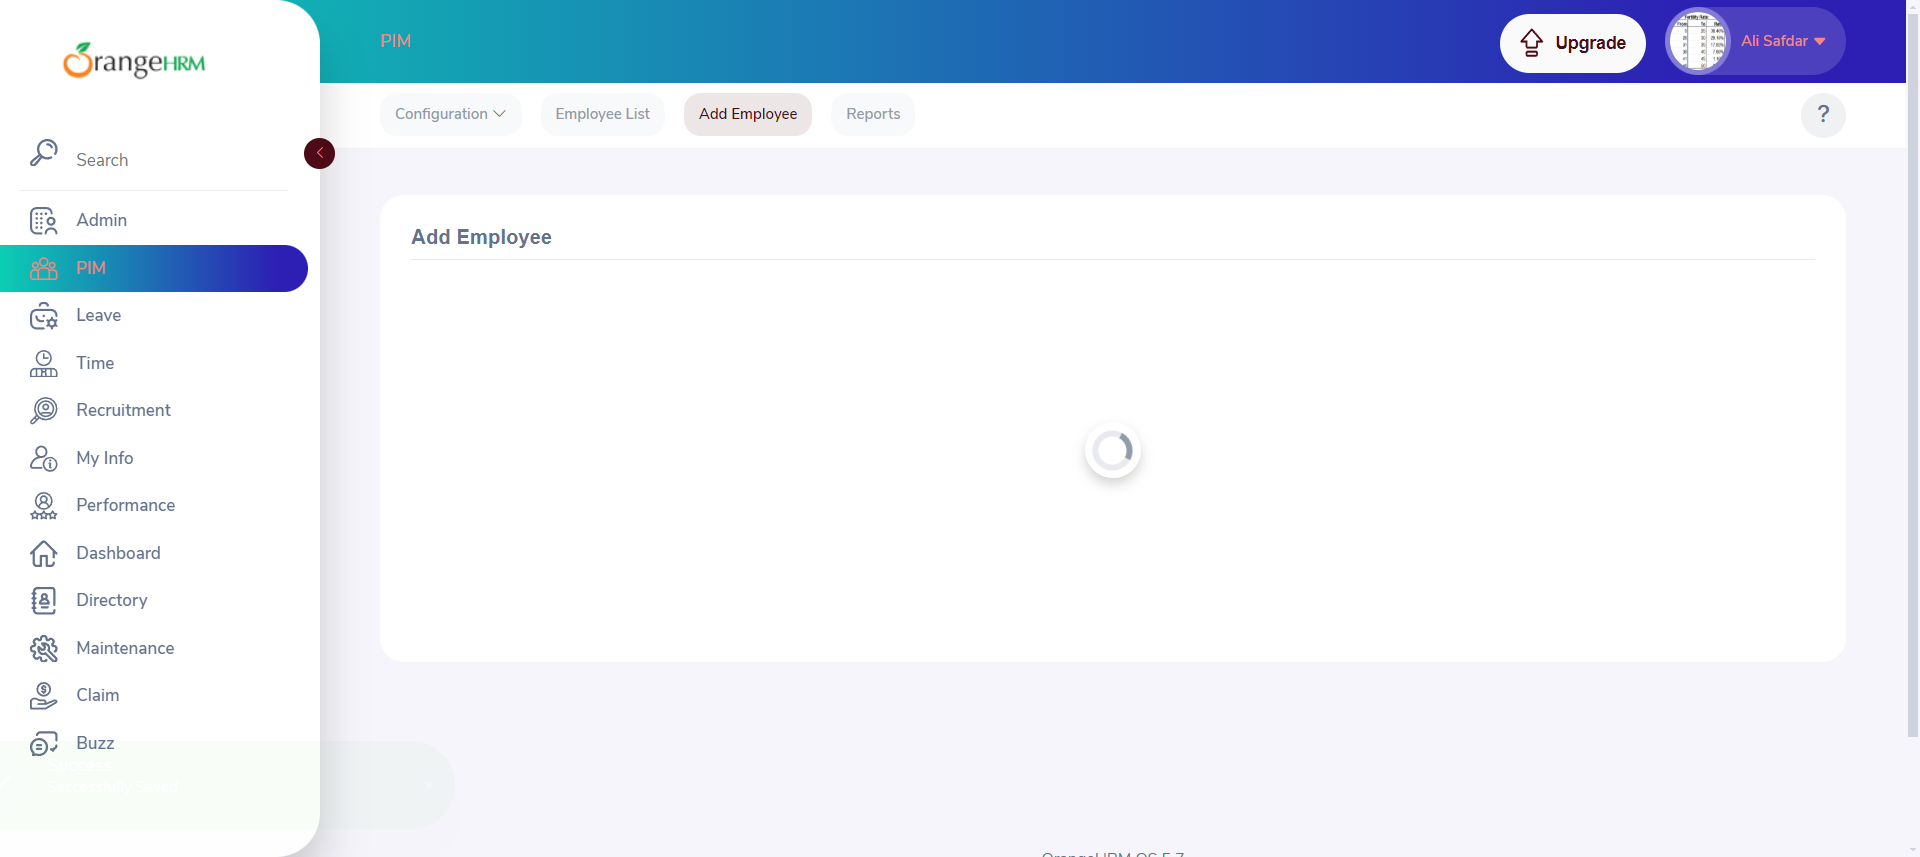 OrangeHRM
PIM
Upgrade
Ali Safdar
Configuration
Employee List
Add Employee
Reports
?
Search
Admin
PIM
Leave
Time
Recruitment
My Info
Performance
Dashboard
Directory
Maintenance
Claim
Buzz
Add Employee
Success
Successfully Saved
OrangeHRM OS 5.7